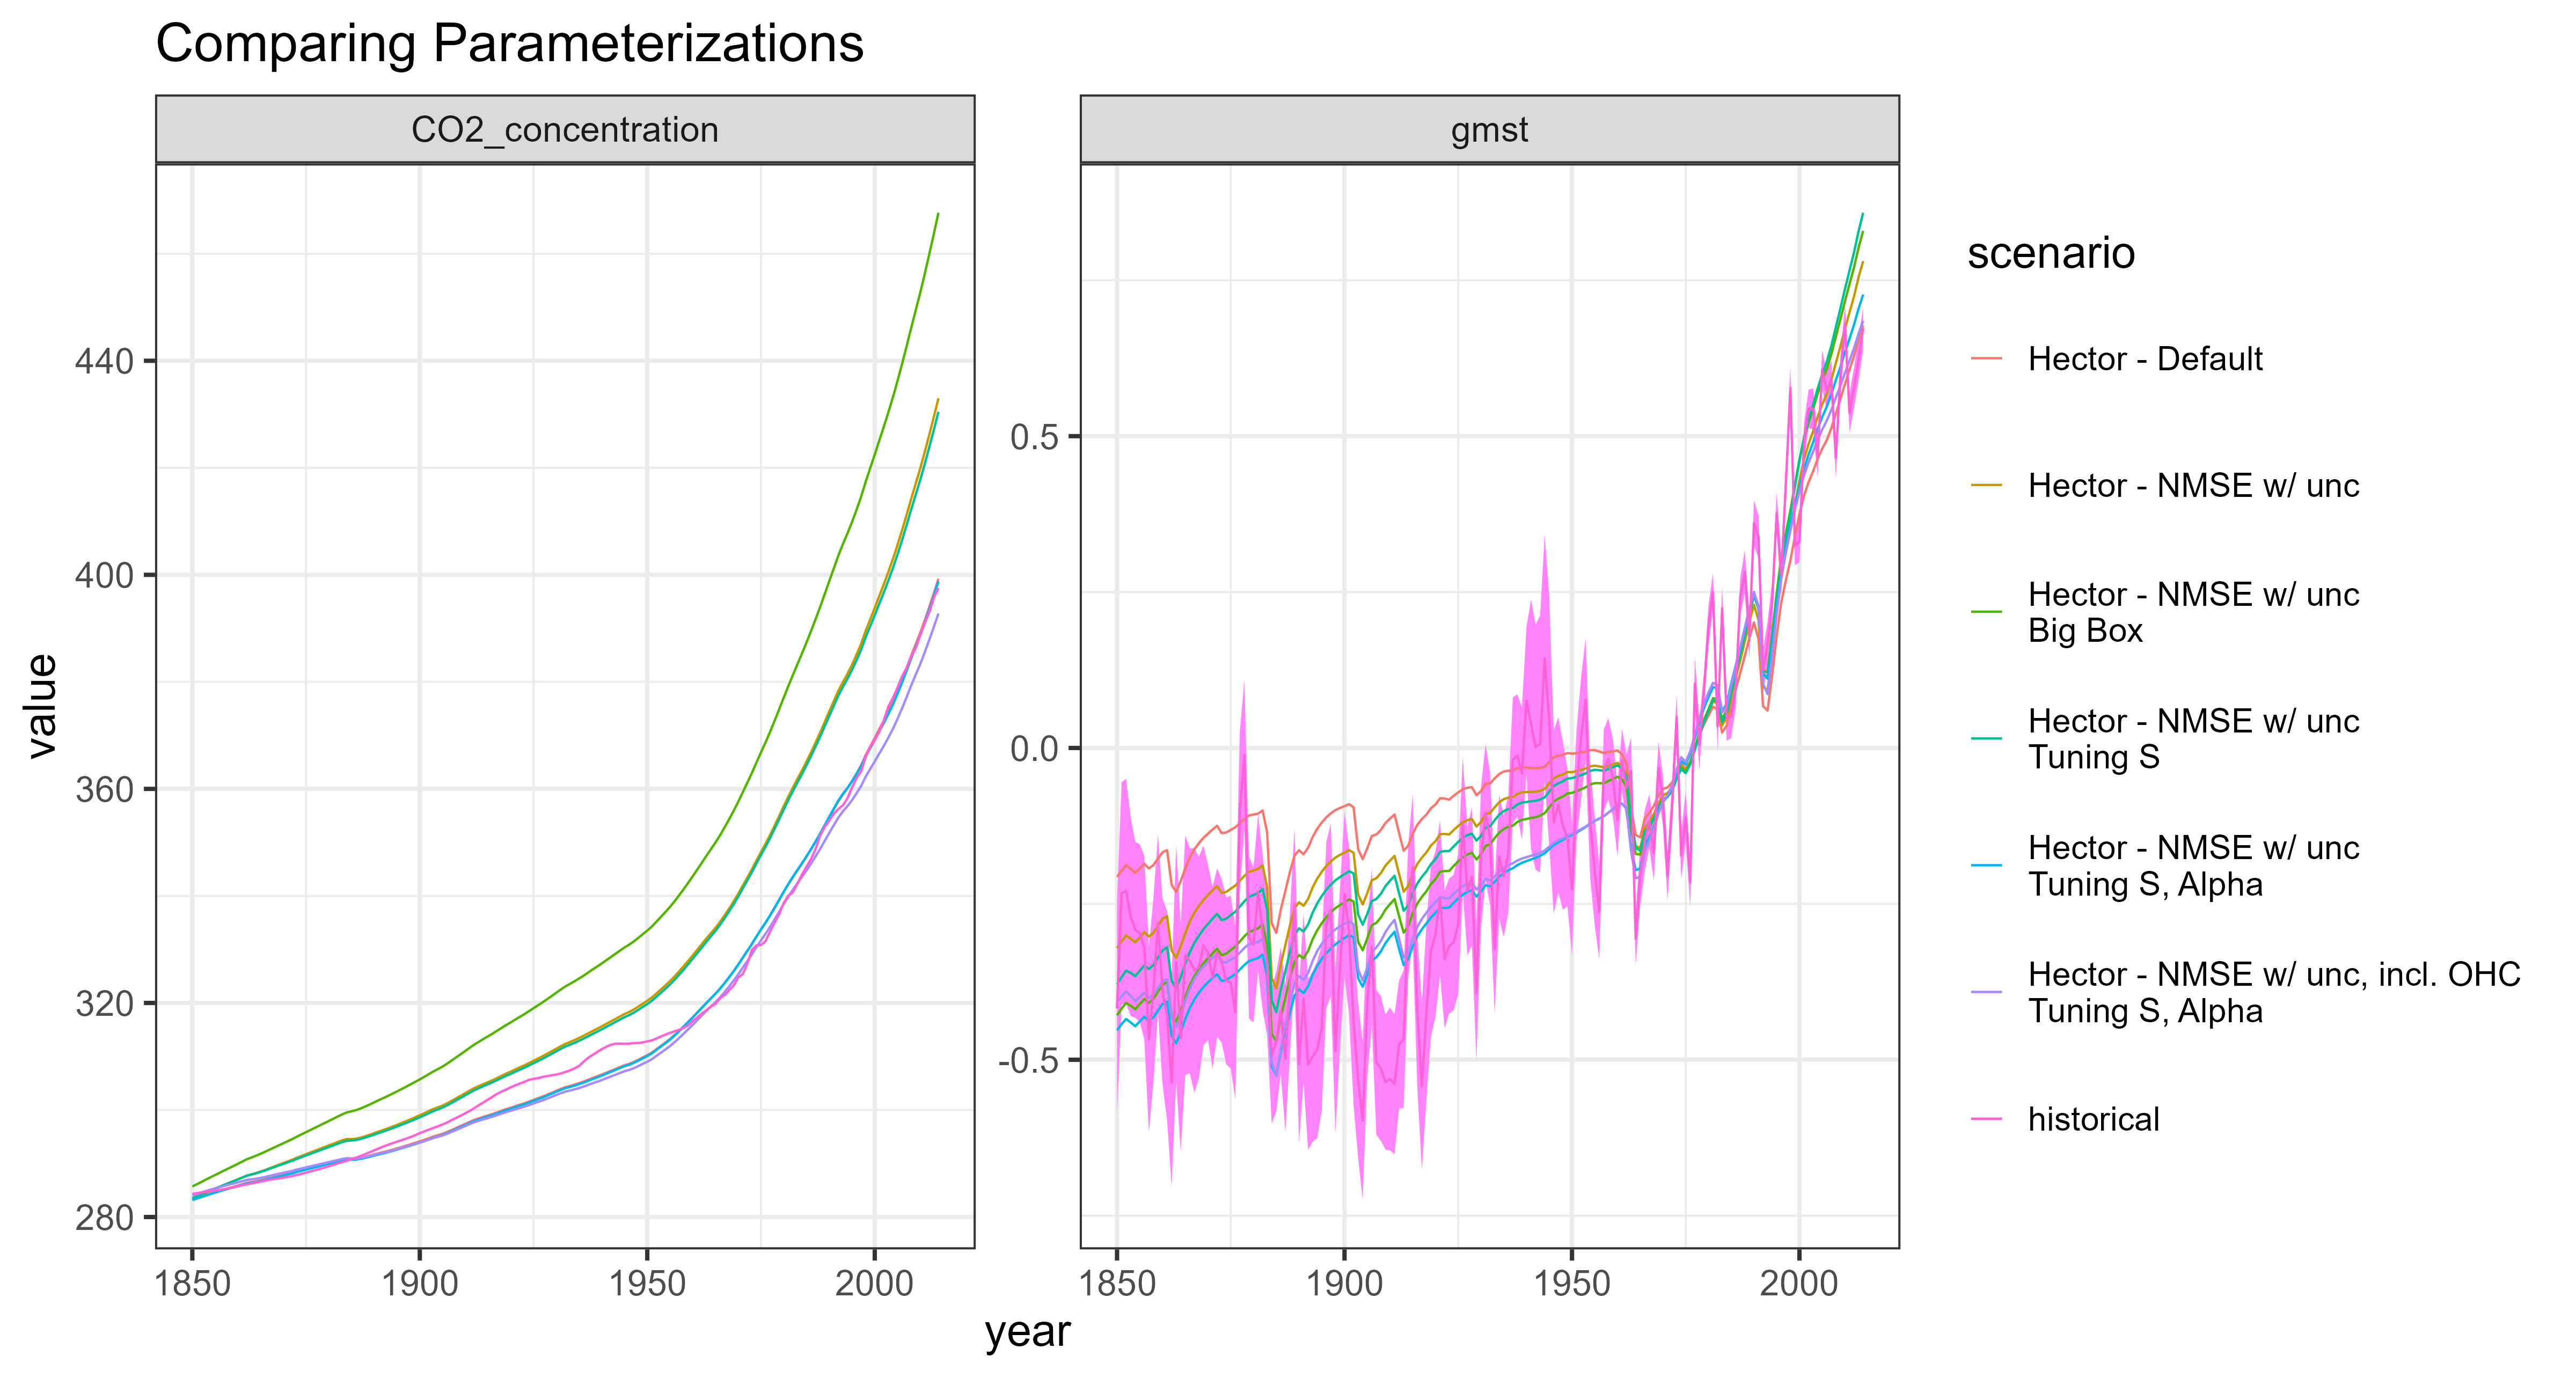 Comparing Parameterizations
CO2_concentration
gmst
value
440
400
360
320
280
0.5
0.0
-0.5
1850
1900
1950
2000
1850
1900
1950
2000
year
scenario
Hector - Default
Hector - NMSE w/ unc
Hector - NMSE w/ unc
Big Box
Hector - NMSE w/ unc
Tuning S
Hector - NMSE w/ unc
Tuning S, Alpha
Hector - NMSE w/ unc, incl. OHC
Tuning S, Alpha
historical